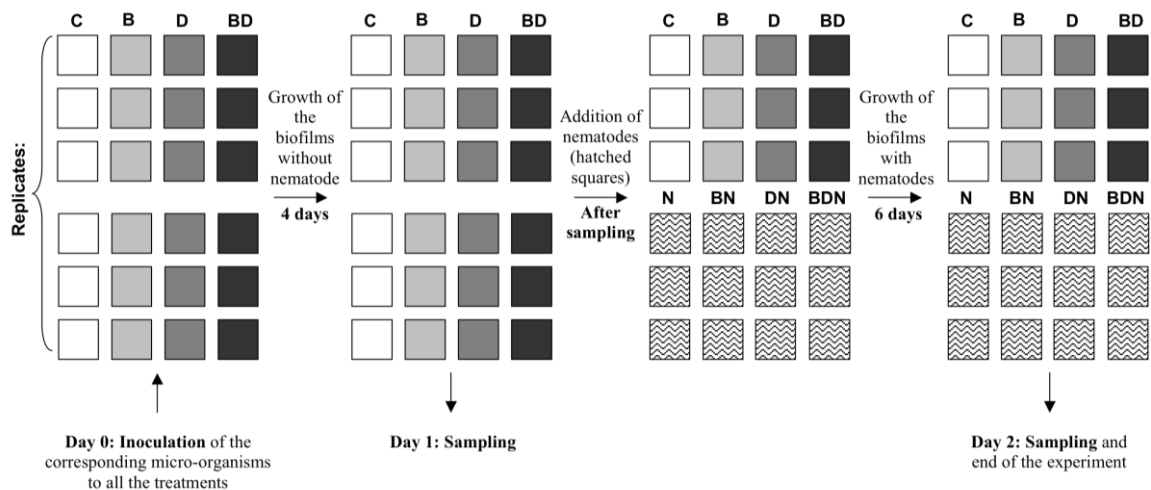 C B D BD
C B D BD
C B D BD
C B D BD
Replicates:
Growth of
the
biofilms
without
nematode
4 days
Addition of
nematodes
(hatched
squares)
After
sampling
N BN DN BDN
Growth of
the
biofilms
with
nematodes
6 days
N BN DN BDN
Day 0: Inoculation of the
corresponding micro-organisms
to all the treatments
Day 1: Sampling
Day 2: Sampling and
end of the experiment